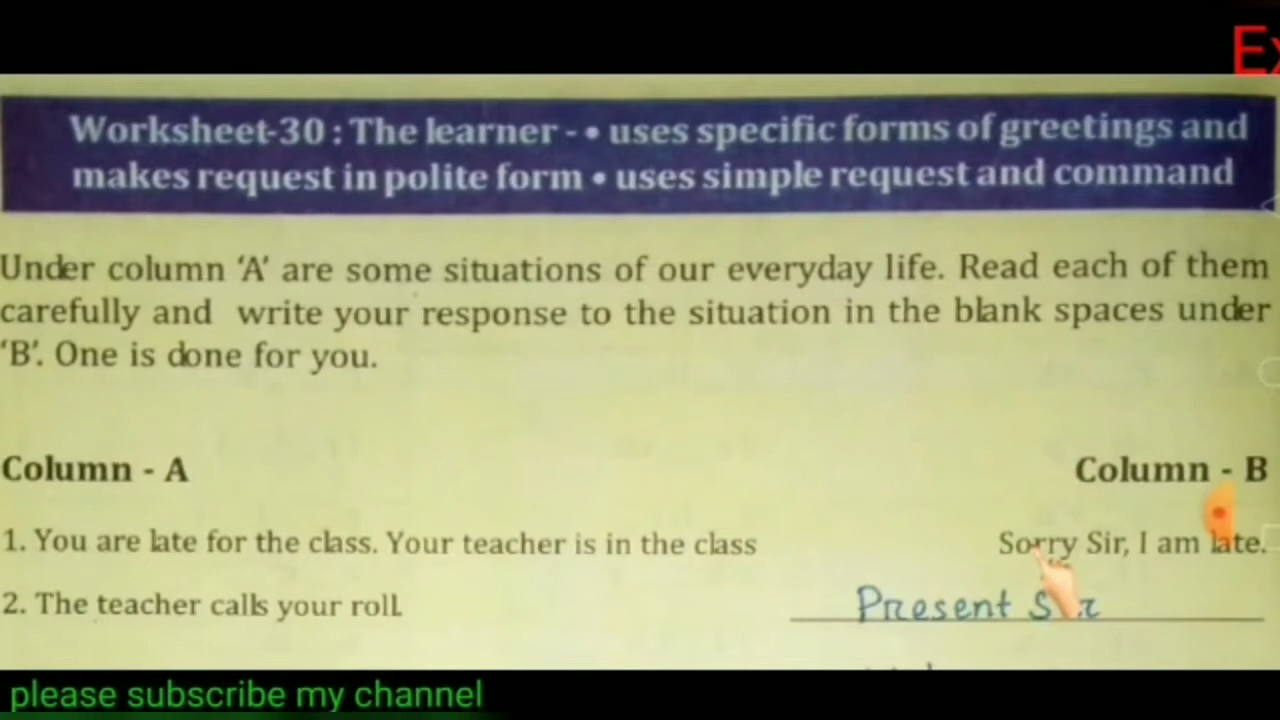 Worksheet-30 : The learner - • uses specific forms of greetings and
makes request in polite form • uses simple request and command
Under column ‘A’ are some situations of our everyday life. Read each of them
carefully and write your response to the situation in the blank spaces under
‘B’. One is done for you.
Column - A Column - B
1. You are late for the class. Your teacher is in the class Sorry Sir, I am late.
2. The teacher calls your roll. Present
please subscribe my channel